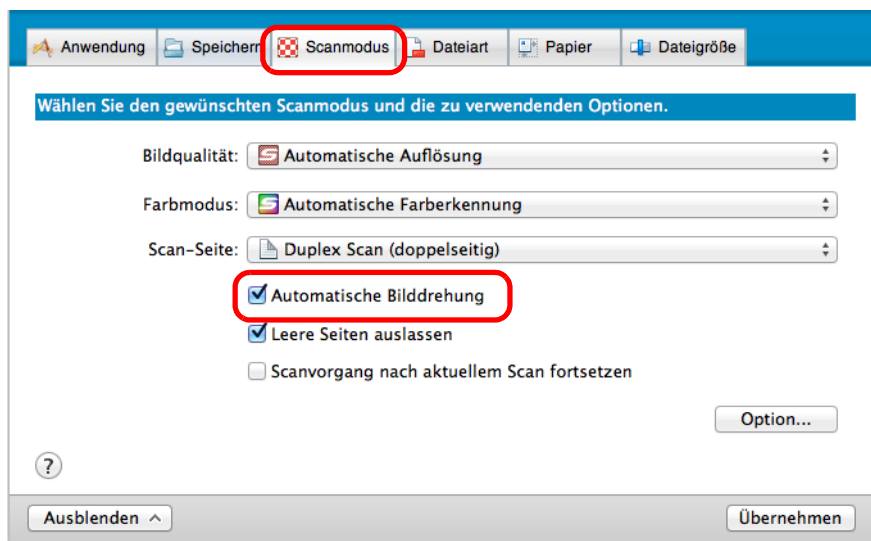 Anwendung Speichern Scanmodus Dateiart Papier Dateigröße
Wählen Sie den gewünschten Scanmodus und die zu verwendenden Optionen.
Bildqualität: Automatische Auflösung
Farbmodus: Automatische Farberkennung
Scan-Seite: Duplex Scan (doppelseitig)
Automatische Bilddrehung
Leere Seiten auslassen
Scanvorgang nach aktuellem Scan fortsetzen
Option...
?
Ausblenden Übernehmen